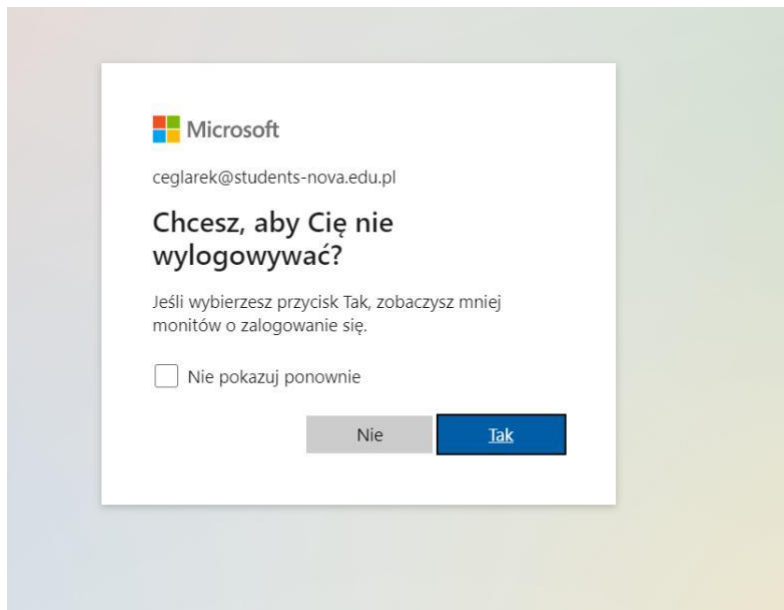 Microsoft
ceglarek@students-nova.edu.pl
Chcesz, aby Cię nie
wylogowywać?
Jeśli wybierzesz przycisk Tak, zobaczysz mniej
monitów o zalogowanie się.
Nie pokazuj ponownie
Nie
Tak